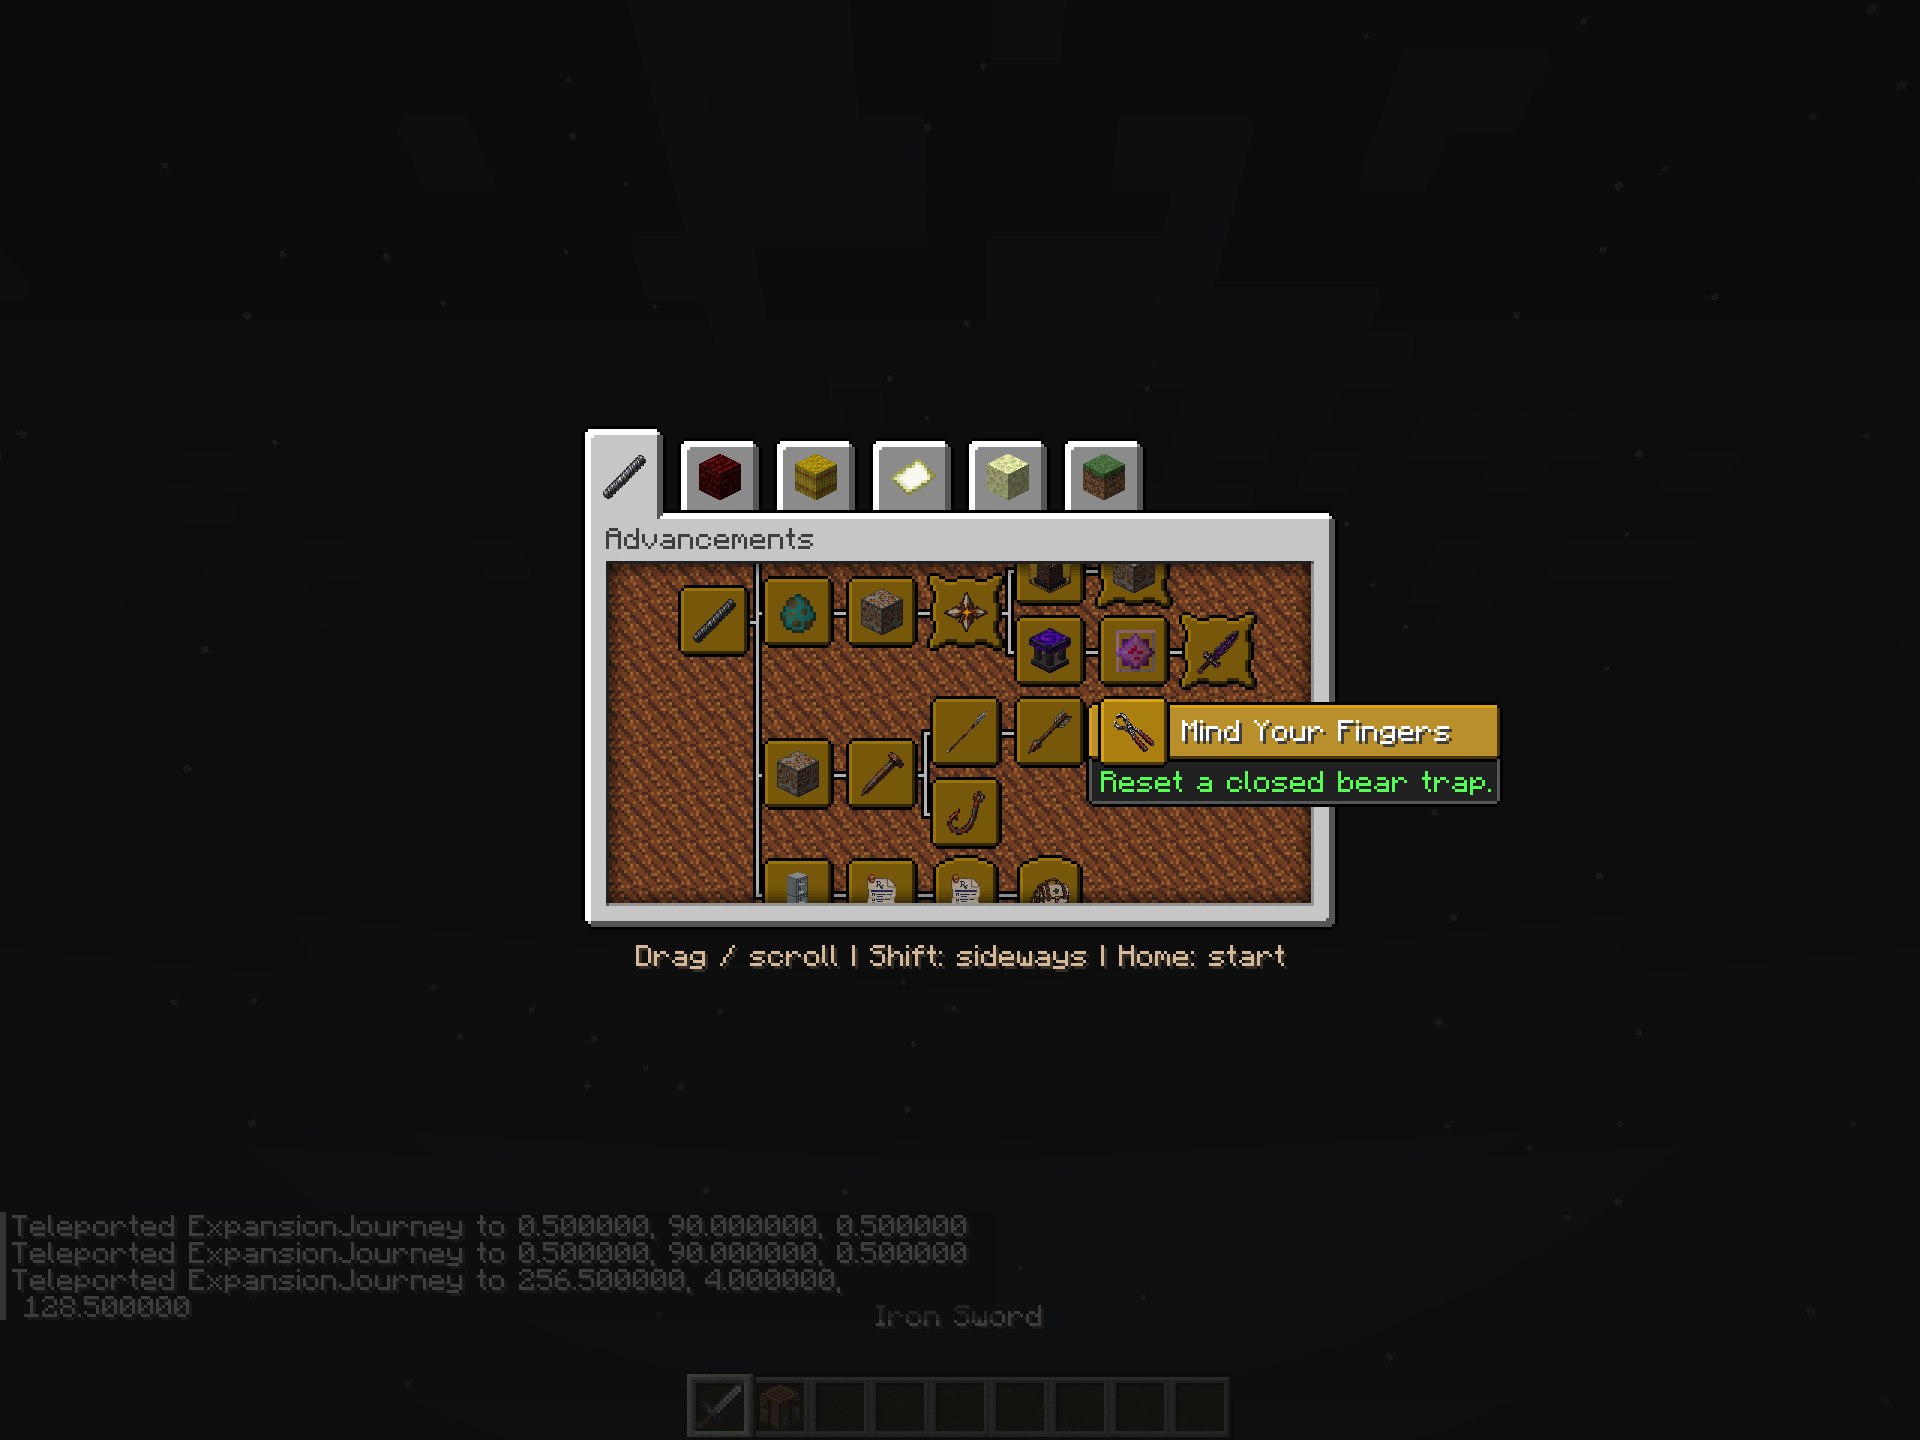 Advancements
Mind Your Fingers
Reset a closed bear trap.
Drag / scroll | Shift: sideways | Home: start
Teleported ExpansionJourney to 0.500000, 90.000000, 0.500000
Teleported ExpansionJourney to 0.500000, 90.000000, 0.500000
Teleported ExpansionJourney to 256.500000, 4.000000,
128.500000
Iron Sword